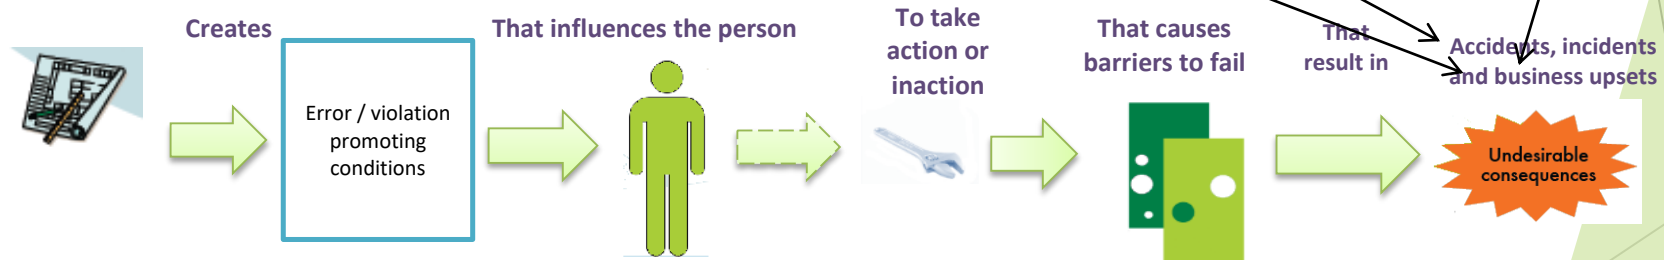 Creates
Error / violation
promoting
conditions
That influences the person
To take
action or
inaction
That causes
barriers to fail
That
result in
Accidents, incidents
and business upsets
Undesirable
consequences